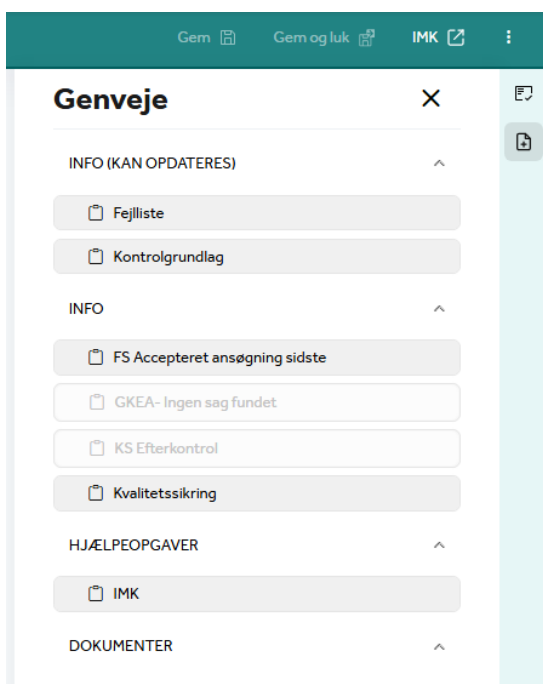 Gem
Gem og luk
IMK
Genveje
INFO (KAN OPDATERES)
Fejlliste
Kontrolgrundlag
INFO
FS Accepteret ansøgning sidste
GKEA- Ingen sag fundet
KS Efterkontrol
Kvalitetssikring
HJÆLPEOPGAVER
IMK
DOKUMENTER